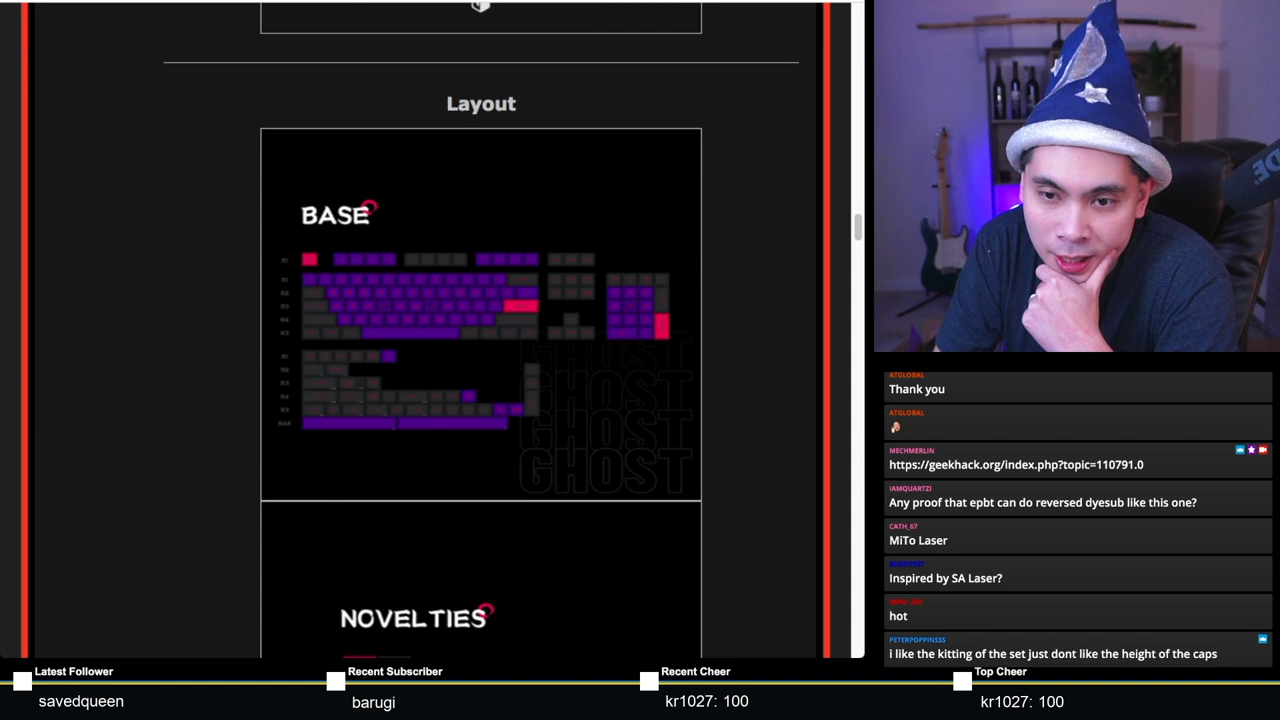 Layout
BASE
GHOST
GHOST
GHOST
GHOST
NOVELTIES
ATGLOBAL
Thank you
ATGLOBAL
MECHMERLIN
https://geekhack.org/index.php?topic=110791.0
IAMQUARTZI
Any proof that epbt can do reversed dyesub like this one?
CATH_67
MiTo Laser
Inspired by SA Laser?
hot
PETERPOPPINSSS
i like the kitting of the set just dont like the height of the caps
Latest Follower
savedqueen
Recent Subscriber
barugi
Recent Cheer
kr1027: 100
Top Cheer
kr1027: 100